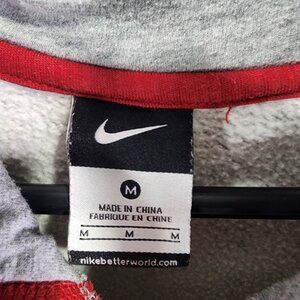 M
MADE IN CHINA
FABRIQUE EN CHINE
M M M
nikebetterworld.com